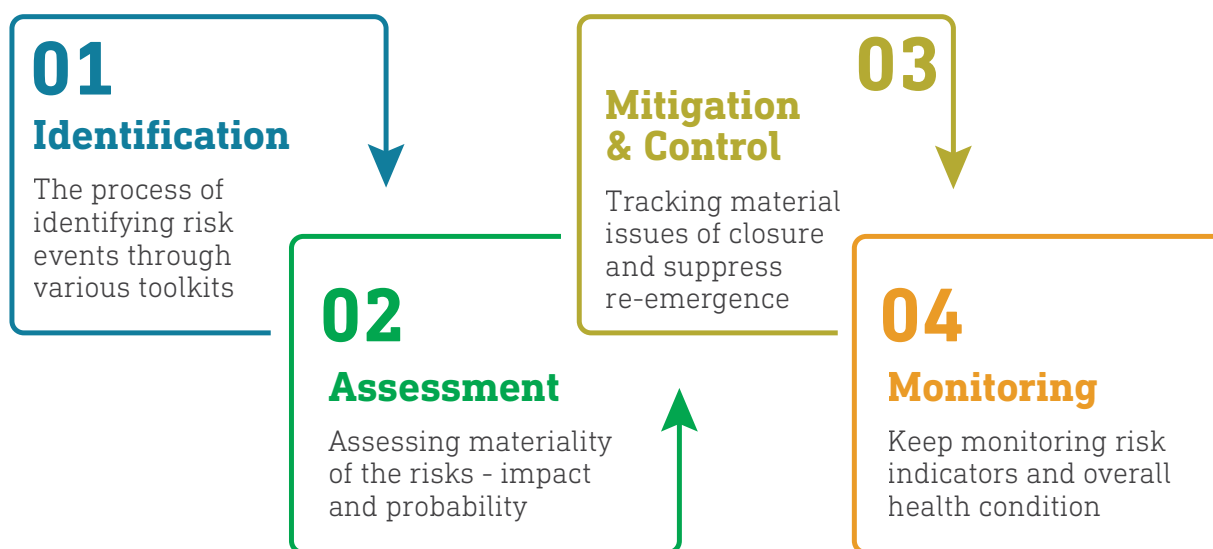 01
Identification
The process of
identifying risk
events through
various toolkits
02
Assessment
Assessing materiality
of the risks - impact
and probability
03
Mitigation
& Control
Tracking material
issues of closure
and suppress
re-emergence
04
Monitoring
Keep monitoring risk
indicators and overall
health condition